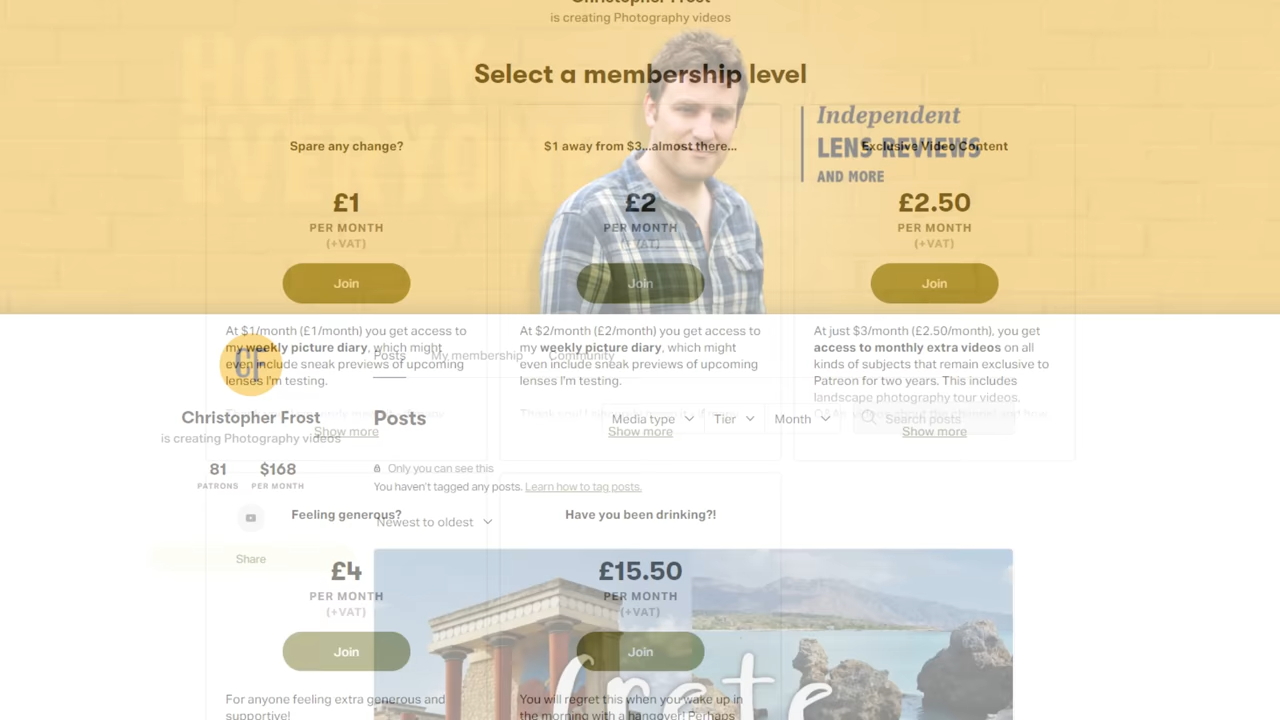 Christopher Frost
is creating Photography videos
HOWDY
Select a membership level
Independent
LENS REVIEWS
AND MORE
Spare any change?
$1 away from $3...almost there...
Exclusive Video Content
£1
PER MONTH
(+VAT)
Join
£2
PER MONTH
(+VAT)
Join
£2.50
PER MONTH
(+VAT)
Join
At $1/month (£1/month) you get access to
my weekly picture diary, which might
even include sneak previews of upcoming
lenses I'm testing.
Show more
At $2/month (£2/month) you get access to
my weekly picture diary, which might
even include sneak previews of upcoming
lenses I'm testing.
Show more
At just $3/month (£2.50/month), you get
access to monthly extra videos on all
kinds of subjects that remain exclusive to
Patreon for two years. This includes
landscape photography tour videos,
Show more
CF
Posts
My membership
Community
Christopher Frost
is creating Photography videos
81
PATRONS
$168
PER MONTH
Share
Posts
Media type
Tier
Month
Search posts
Only you can see this
You haven't tagged any posts. Learn how to tag posts.
Newest to oldest
Feeling generous?
£4
PER MONTH
(+VAT)
Join
For anyone feeling extra generous and
supportive!
Have you been drinking?!
£15.50
PER MONTH
(+VAT)
Join
You will regret this when you wake up in
the morning with a hangover! Perhaps
Crete